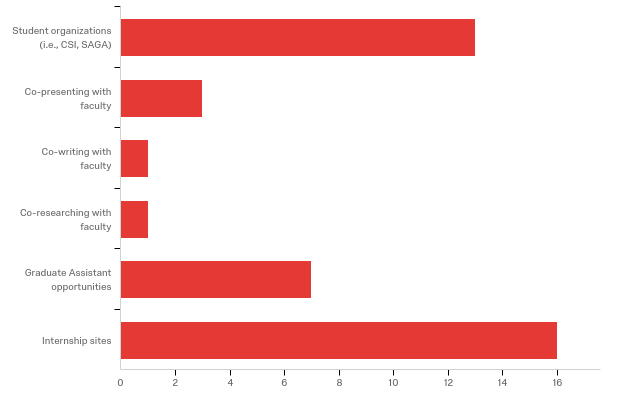 Student organizations
(i.e., CSI, SAGA)
Co-presenting with
faculty
Co-writing with
faculty
Co-researching with
faculty
Graduate Assistant
opportunities
Internship sites
0 2 4 6 8 10 12 14 16